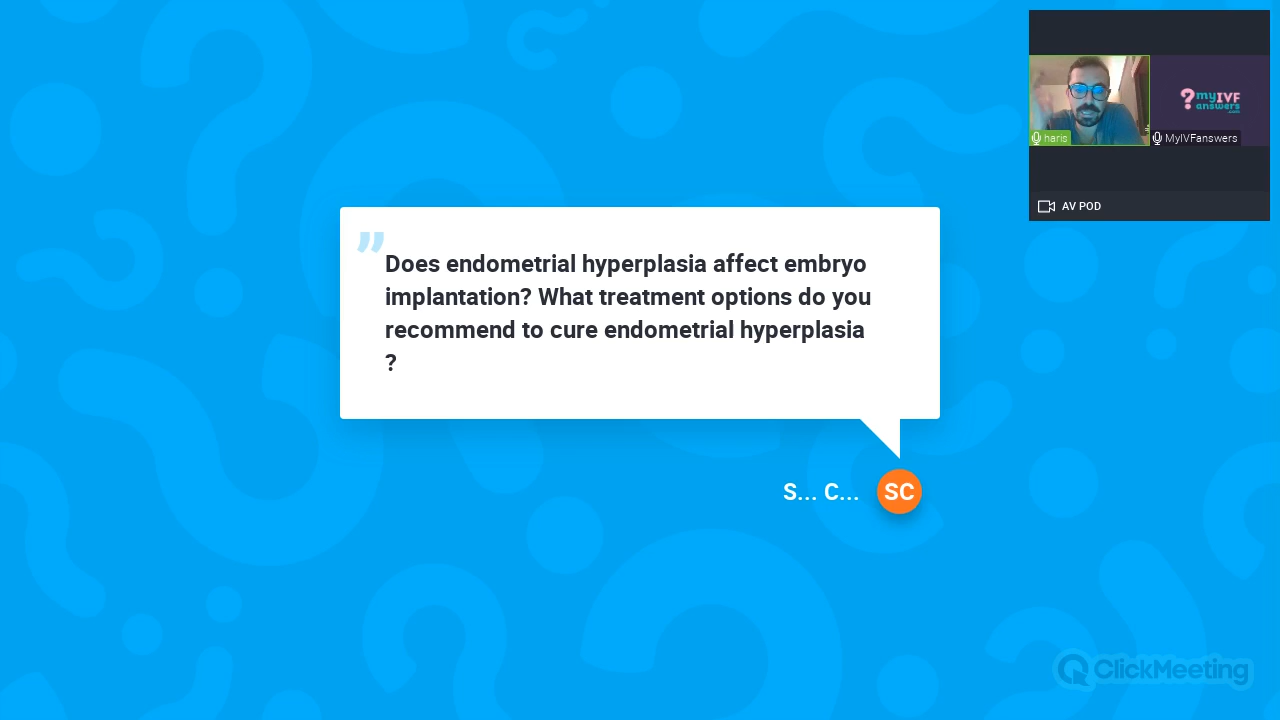 myIVF
answers
.com
haris
MyIVFanswers
AV POD
”
Does endometrial hyperplasia affect embryo
implantation? What treatment options do you
recommend to cure endometrial hyperplasia
?
S... C... SC
ClickMeeting